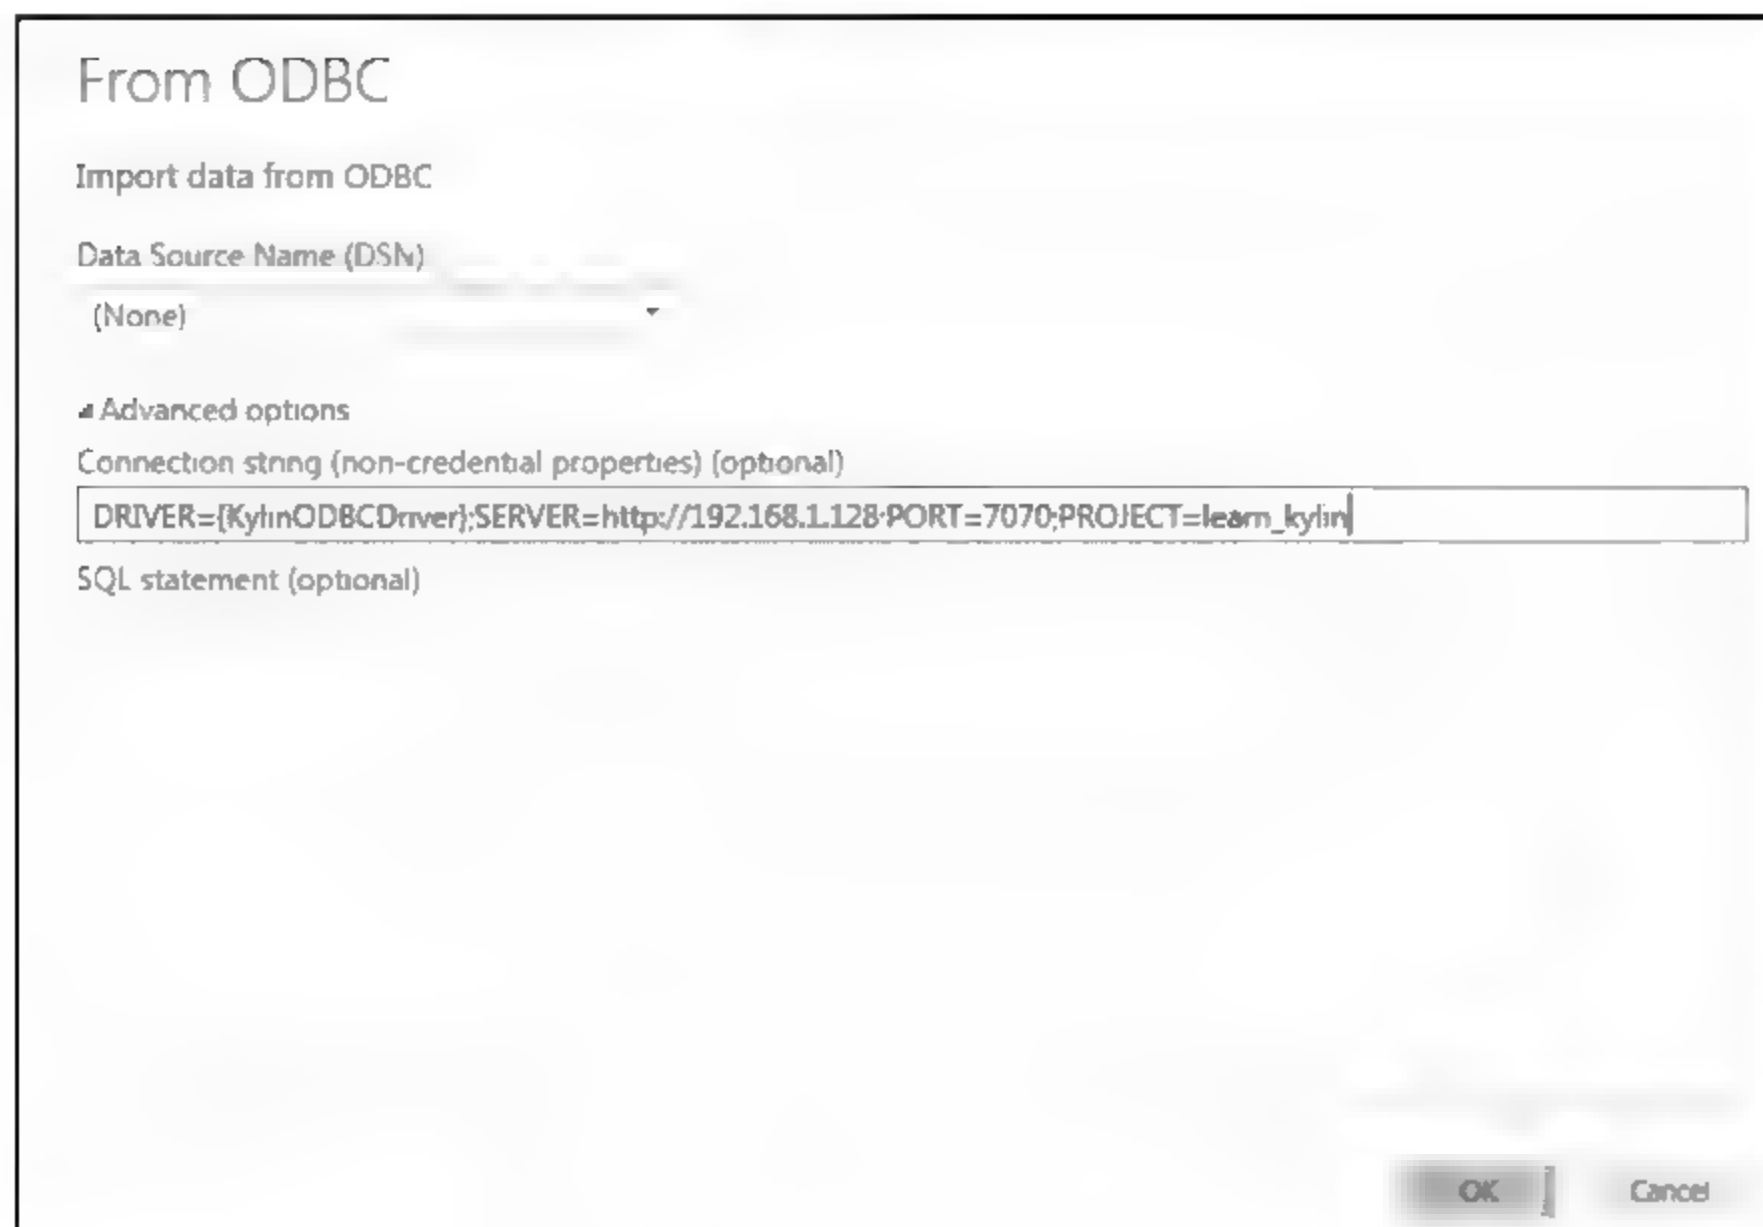 From ODBC
Import data from ODBC
Data Source Name (DSN)
(None)
Advanced options
Connection string (non-credential properties) (optional)
DRIVER={KylinODBCDriver};SERVER=http://192.168.1.128;PORT=7070;PROJECT=learn_kylin
SQL statement (optional)
OK
Cancel